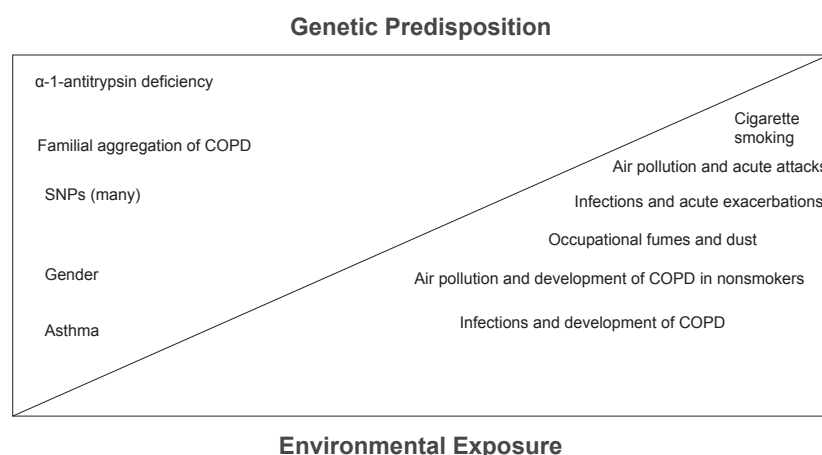 Genetic Predisposition
α-1-antitrypsin deficiency
Cigarette
smoking
Familial aggregation of COPD
Air pollution and acute attacks
SNPs (many)
Infections and acute exacerbations
Occupational fumes and dust
Gender
Air pollution and development of COPD in nonsmokers
Asthma
Infections and development of COPD
Environmental Exposure